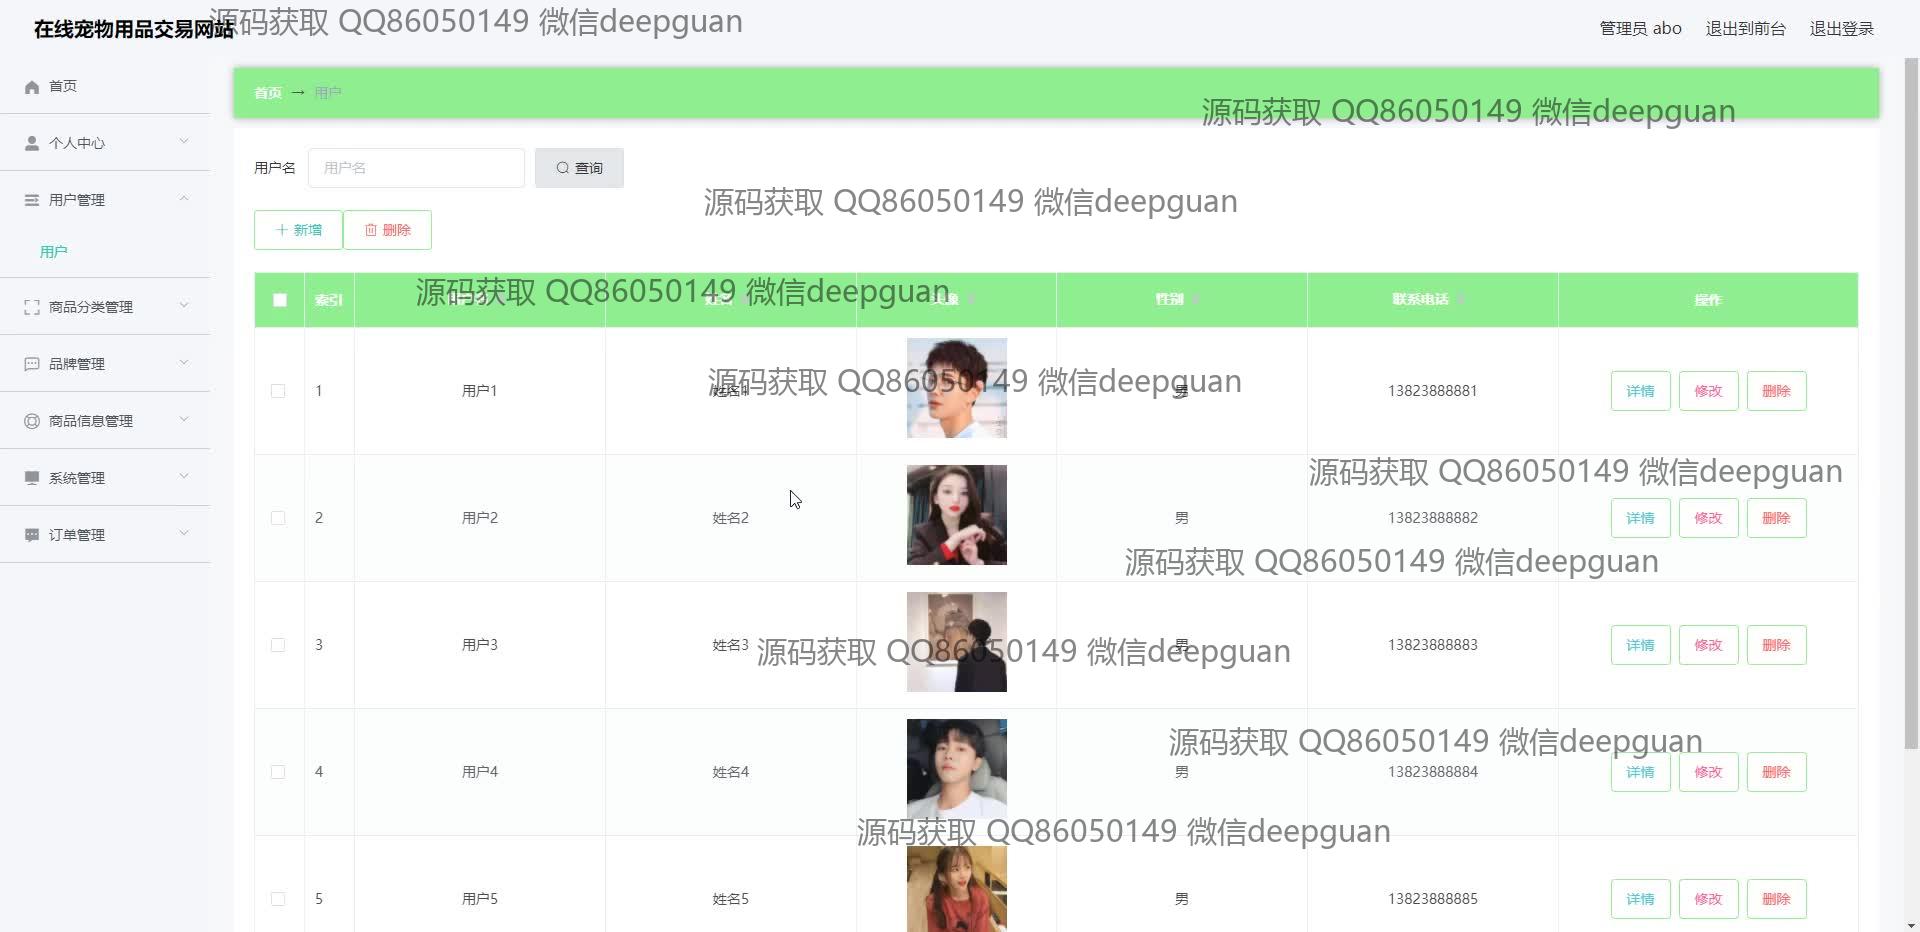 在线宠物用品交易网站
源码获取 QQ86050149 微信deepguan
管理员 abo 退出到前台 退出登录
首页
个人中心
用户管理
用户
商品分类管理
品牌管理
商品信息管理
系统管理
订单管理
首页 → 用户
源码获取 QQ86050149 微信deepguan
用户名 用户名 查询
源码获取 QQ86050149 微信deepguan
新增 删除
索引 头像 性别 联系电话 操作
源码获取 QQ86050149 微信deepguan
1 用户1 姓名1 男 13823888881 详情 修改 删除
源码获取 QQ86050149 微信deepguan
源码获取 QQ86050149 微信deepguan
2 用户2 姓名2 男 13823888882 详情 修改 删除
源码获取 QQ86050149 微信deepguan
3 用户3 姓名3 男 13823888883 详情 修改 删除
源码获取 QQ86050149 微信deepguan
源码获取 QQ86050149 微信deepguan
4 用户4 姓名4 男 13823888884 详情 修改 删除
源码获取 QQ86050149 微信deepguan
5 用户5 姓名5 男 13823888885 详情 修改 删除